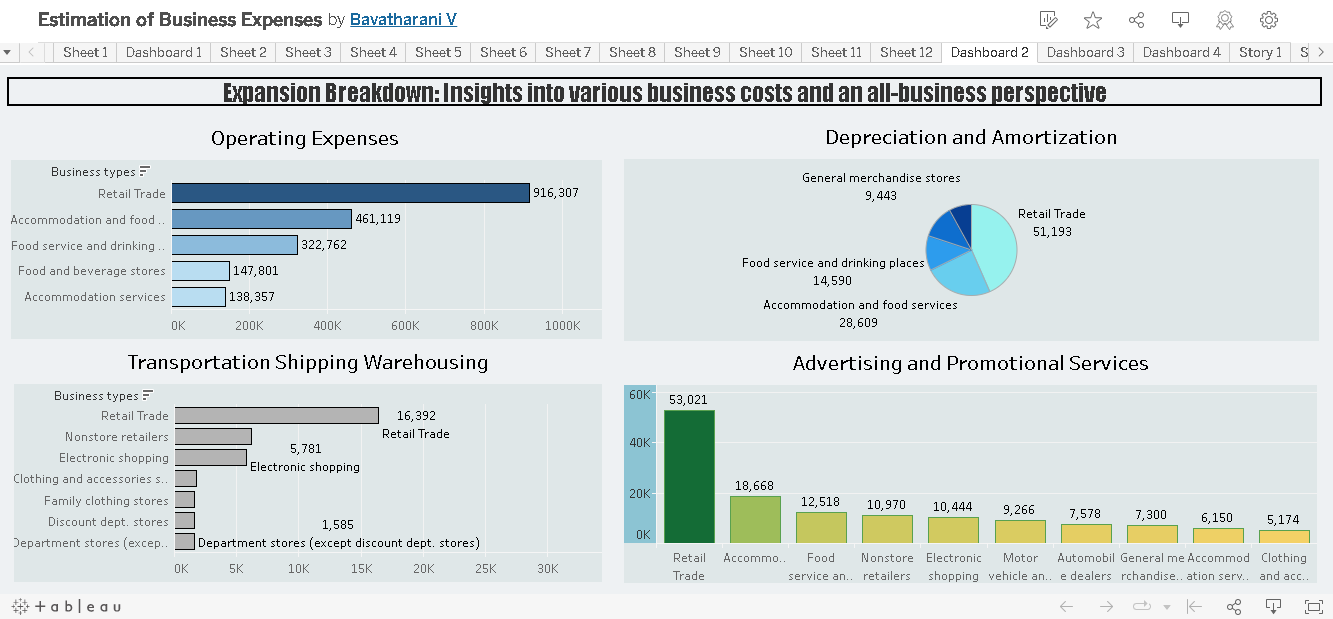 Estimation of Business Expenses by Bavatharani V
Sheet 1 Dashboard 1 Sheet 2 Sheet 3 Sheet 4 Sheet 5 Sheet 6 Sheet 7 Sheet 8 Sheet 9 Sheet 10 Sheet 11 Sheet 12 Dashboard 2 Dashboard 3 Dashboard 4 Story 1 S
Expansion Breakdown: Insights into various business costs and an all-business perspective
Operating Expenses
Business types
Retail Trade 916,307
Accommodation and food .. 461,119
Food service and drinking .. 322,762
Food and beverage stores 147,801
Accommodation services 138,357
0K 200K 400K 600K 800K 1000K
Depreciation and Amortization
General merchandise stores
9,443
Retail Trade
51,193
Food service and drinking places
14,590
Accommodation and food services
28,609
Transportation Shipping Warehousing
Business types
Retail Trade 16,392
Retail Trade
Nonstore retailers
5,781
Electronic shopping
Electronic shopping
Clothing and accessories s..
Family clothing stores
Discount dept. stores 1,585
Department stores (excep.. Department stores (except discount dept. stores)
0K 5K 10K 15K 20K 25K 30K
Advertising and Promotional Services
60K
40K
20K
0K
53,021
18,668
12,518
10,970
10,444
9,266
7,578
7,300
6,150
5,174
Retail
Trade
Accommo..
Food
service an..
Nonstore
retailers
Electronic
shopping
Motor
vehicle an..
Automobil
e dealers
General me
rchandise..
Accommod
ation serv..
Clothing
and acc..
+ableau